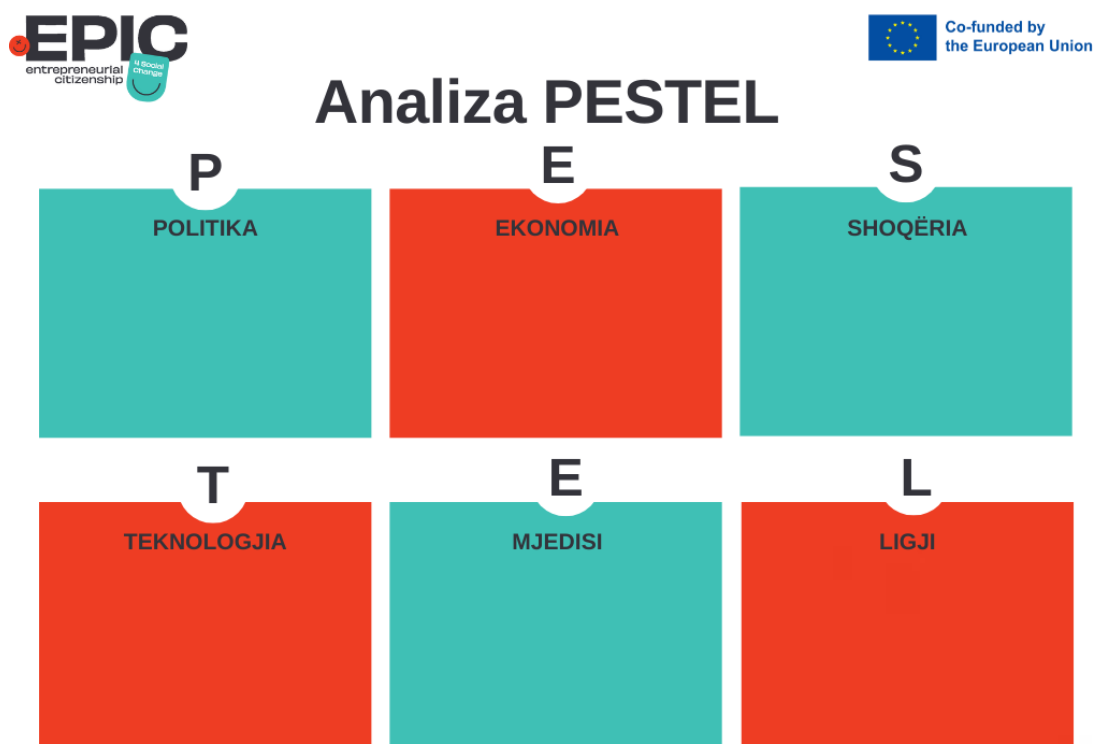 EPIC
entrepreneurial
citizenship
4 social
change
Co-funded by
the European Union
Analiza PESTEL
P
E
S
POLITIKA
EKONOMIA
SHOQËRIA
T
E
L
TEKNOLOGJIA
MJEDISI
LIGJI